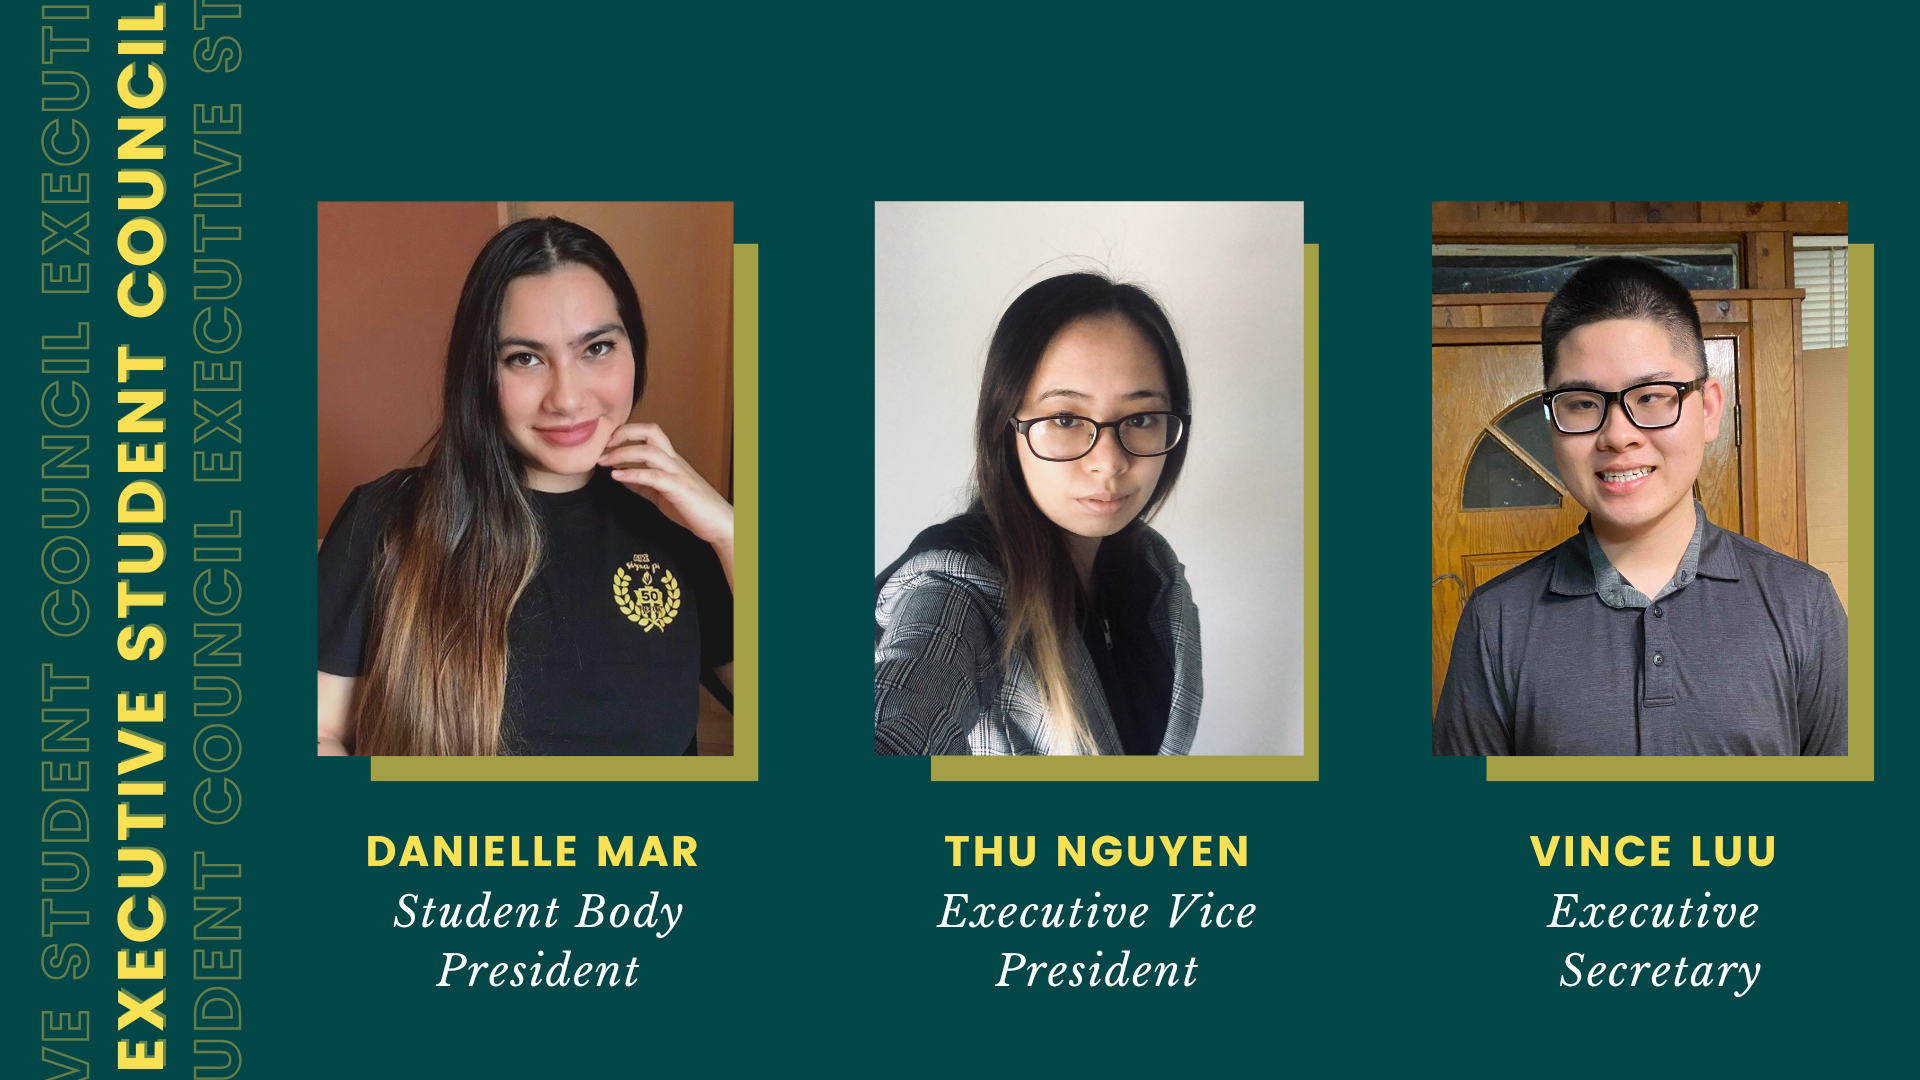 VE STUDENT COUNCIL EXECUTI
EXECUTIVE STUDENT COUNCIL
UDENT COUNCIL EXECUTIVE ST
50
DANIELLE MAR
Student Body
President
THU NGUYEN
Executive Vice
President
VINCE LUU
Executive
Secretary